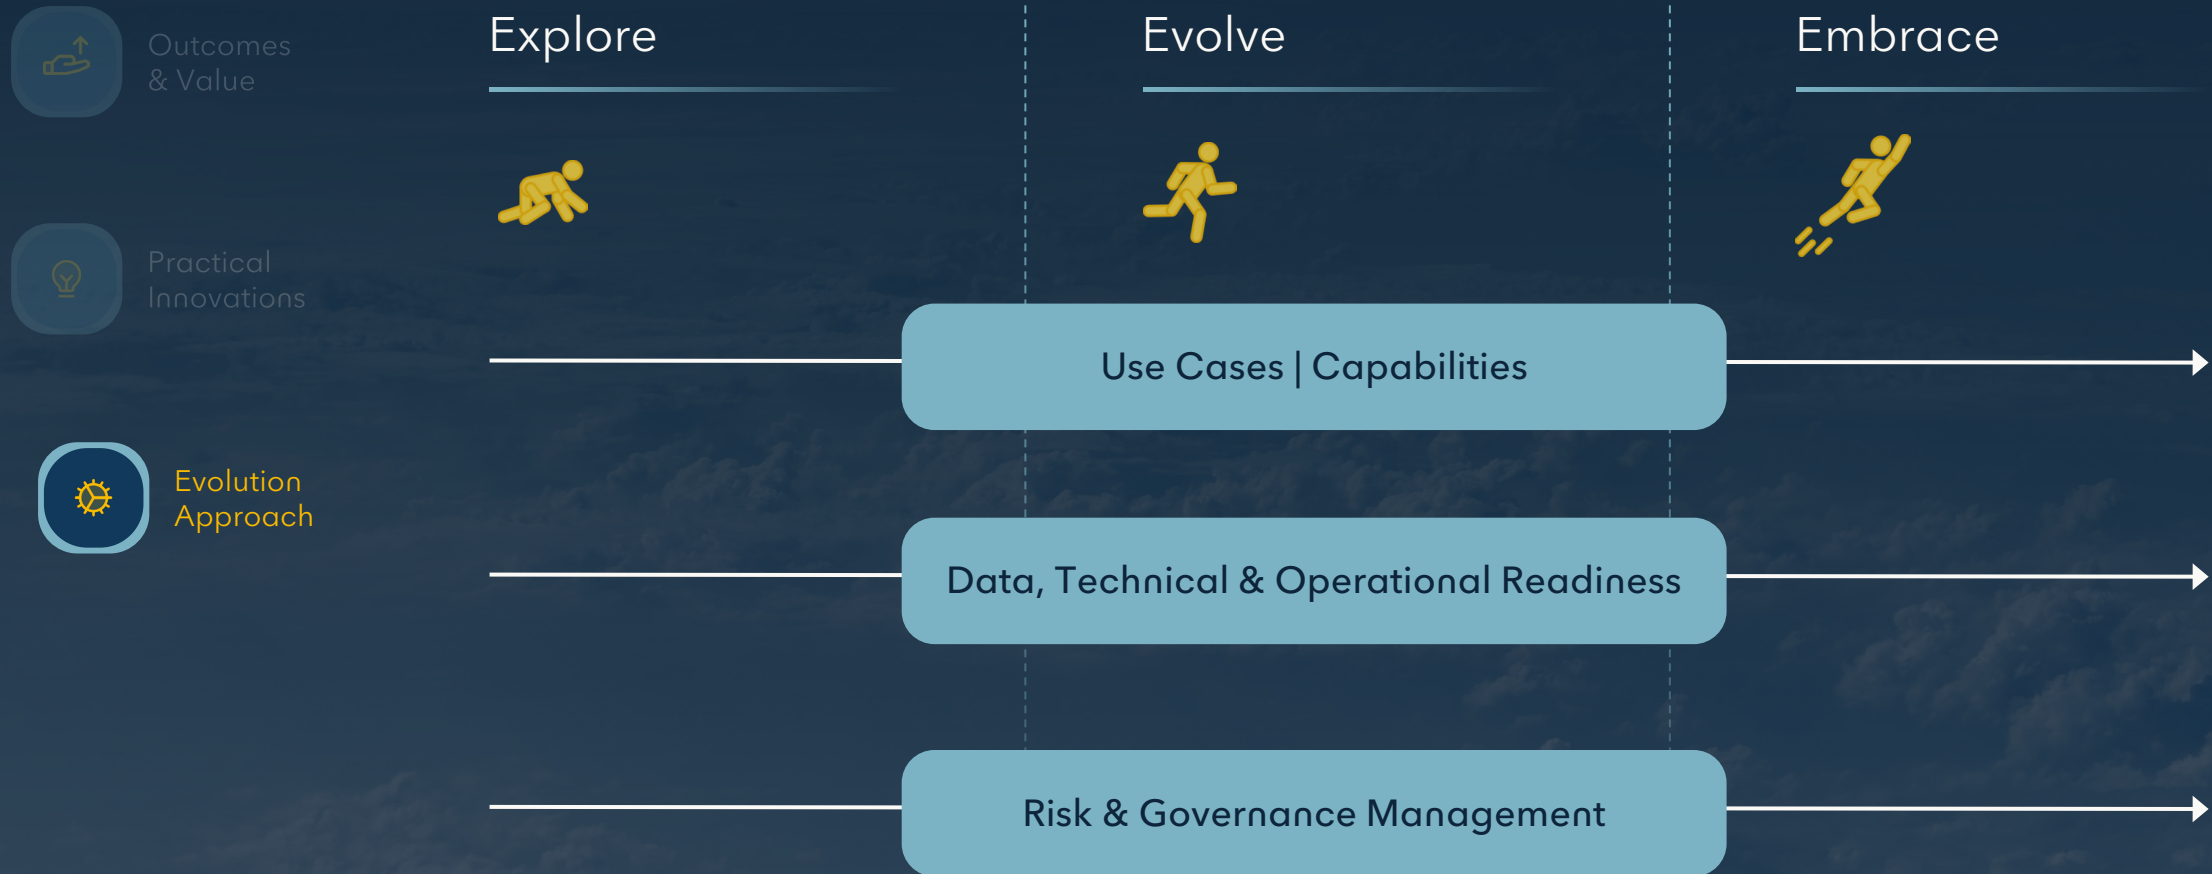 Outcomes
& Value
Practical
Innovations
Evolution
Approach
Explore
Evolve
Embrace
Use Cases | Capabilities
Data, Technical & Operational Readiness
Risk & Governance Management